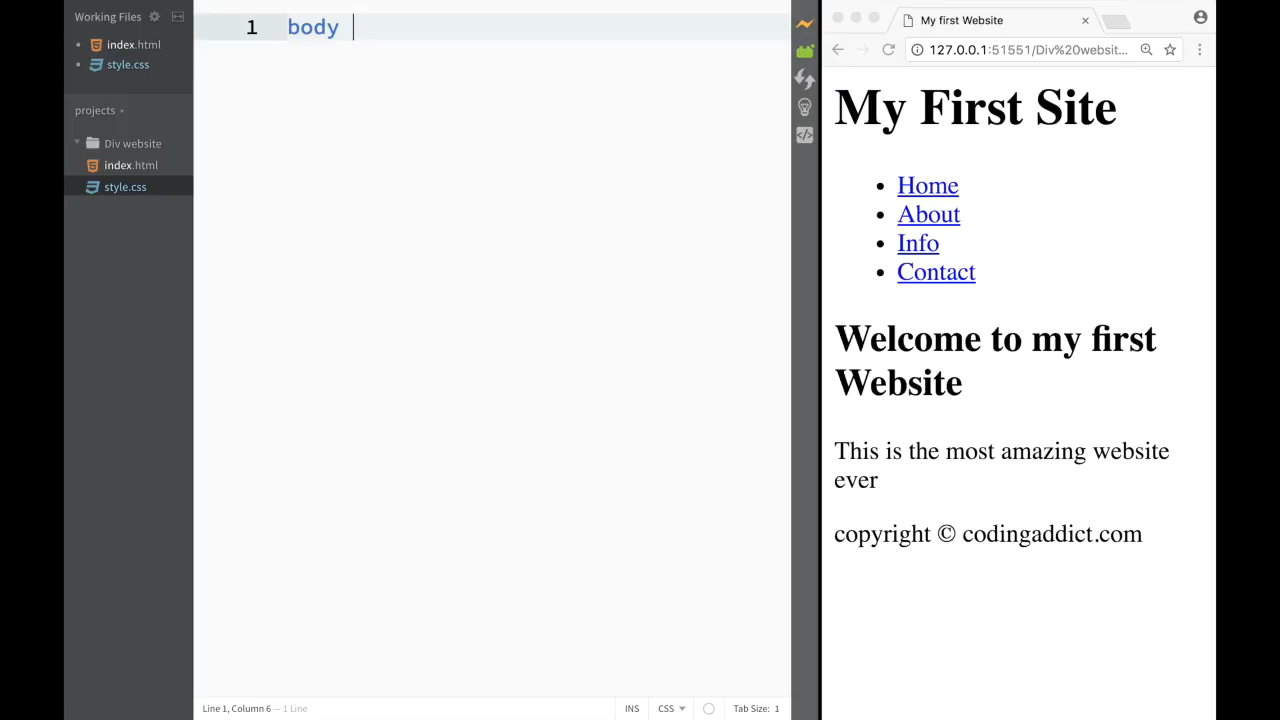 Working Files
index.html
style.css
projects
Div website
index.html
style.css
1 body
Line 1, Column 6 — 1 Line
INS
CSS
Tab Size: 1
My first Website
127.0.0.1:51551/Div%20websit...
My First Site
Home
About
Info
Contact
Welcome to my first
Website
This is the most amazing website
ever
copyright © codingaddict.com